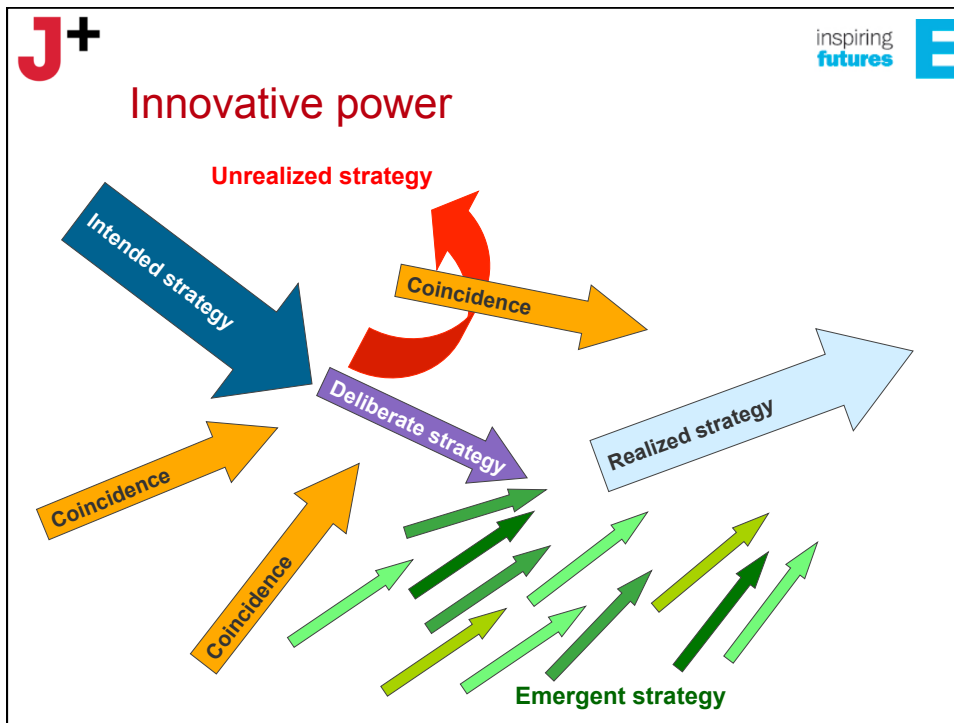 J+
inspiring
futures
E
Innovative power
Unrealized strategy
Intended strategy
Coincidence
Deliberate strategy
Realized strategy
Coincidence
Coincidence
Emergent strategy